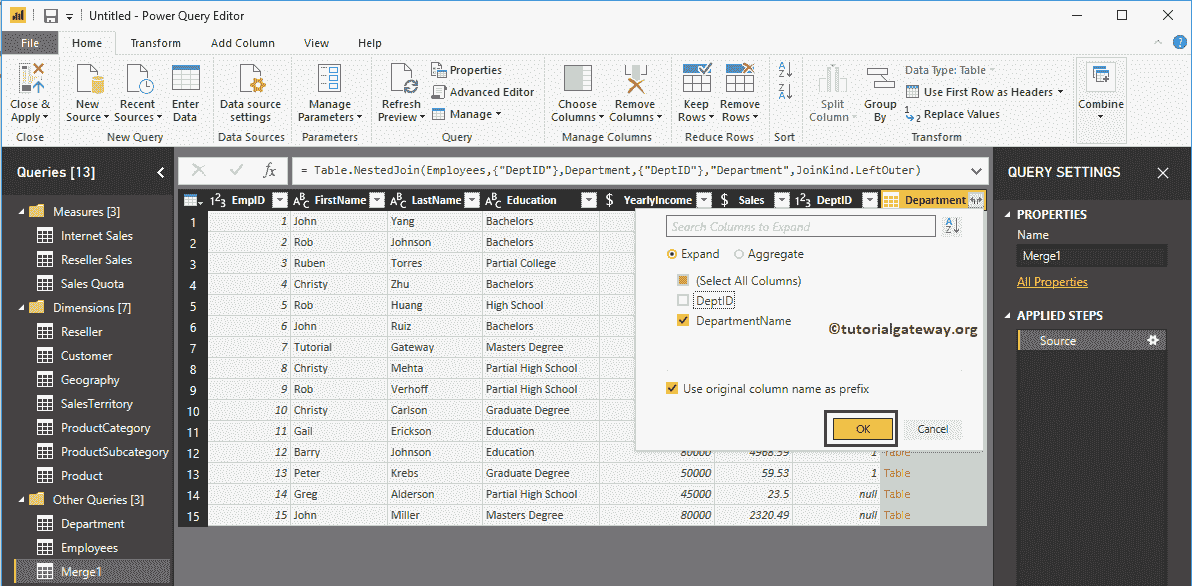 Untitled - Power Query Editor
File Home Transform Add Column View Help
Close & Apply
New Source
Recent Sources
Enter Data
Data source settings
Manage Parameters
Refresh Preview
Properties
Advanced Editor
Manage
Choose Columns
Remove Columns
Keep Rows
Remove Rows
Split Column
Group By
Data Type: Table
Use First Row as Headers
Replace Values
Combine
Close New Query Data Sources Parameters Query Manage Columns Reduce Rows Sort Transform
Queries [13]
Measures [3]
Internet Sales
Reseller Sales
Sales Quota
Dimensions [7]
Reseller
Customer
Geography
SalesTerritory
ProductCategory
ProductSubcategory
Product
Other Queries [3]
Department
Employees
Merge1
fx = Table.NestedJoin(Employees,{"DeptID"},Department,{"DeptID"},"Department",JoinKind.LeftOuter)
123 EmpID ABC FirstName ABC LastName ABC Education $ YearlyIncome $ Sales 123 DeptID Department
1 1 John Yang Bachelors
2 2 Rob Johnson Bachelors
3 3 Ruben Torres Partial College
4 4 Christy Zhu Bachelors
5 5 Rob Huang High School
6 6 John Ruiz Bachelors
7 7 Tutorial Gateway Masters Degree
8 8 Christy Mehta Partial High School
9 9 Rob Verhoff Partial High School
10 10 Christy Carlson Graduate Degree
11 11 Gail Erickson Education
12 12 Barry Johnson Education 80000 4968.59 1 Table
13 13 Peter Krebs Graduate Degree 50000 59.53 1 Table
14 14 Greg Alderson Partial High School 45000 23.5 null Table
15 15 John Miller Masters Degree 80000 2320.49 null Table
Search Columns to Expand
AZ
Expand Aggregate
(Select All Columns)
DeptID
DepartmentName
©tutorialgateway.org
Use original column name as prefix
OK Cancel
QUERY SETTINGS
PROPERTIES
Name
Merge1
All Properties
APPLIED STEPS
Source